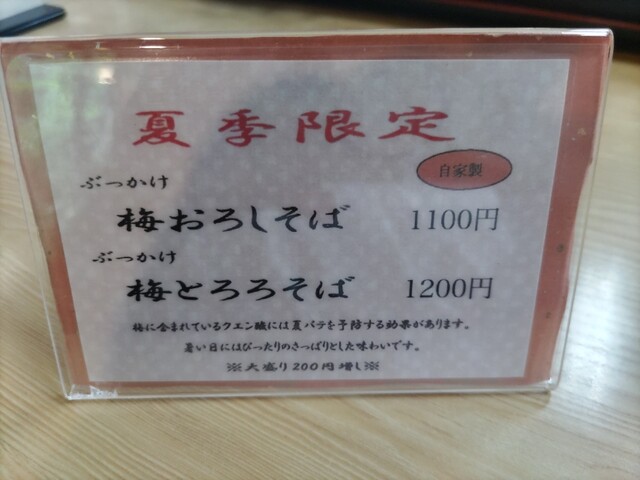 夏季限定
自家製
ぶっかけ
梅おろしそば 1100円
ぶっかけ
梅とろろそば 1200円
梅に含まれているクエン酸には夏バテを予防する効果があります。
暑い日にはぴったりのさっぱりとした味わいです。
※大盛り200円増し※